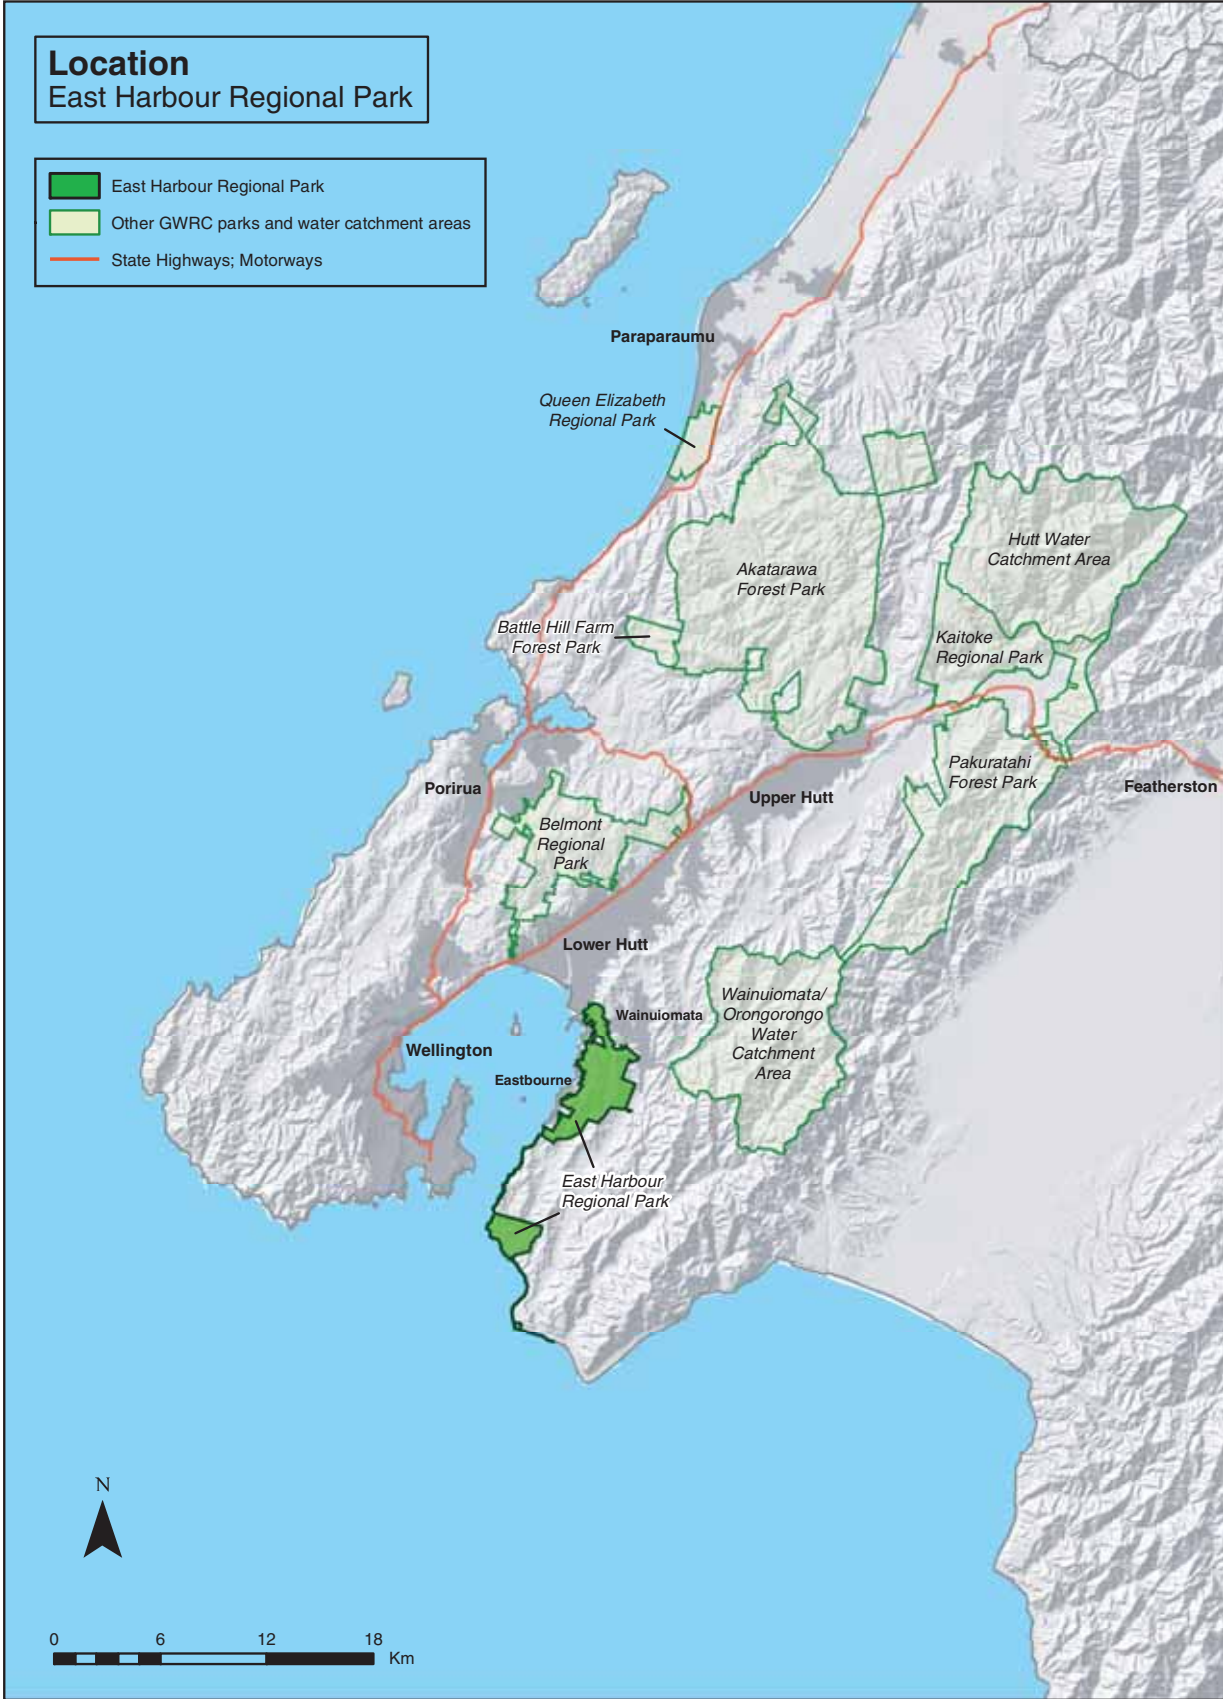 Location
East Harbour Regional Park
East Harbour Regional Park
Other GWRC parks and water catchment areas
State Highways; Motorways
Paraparaumu
Queen Elizabeth
Regional Park
Hutt Water
Catchment Area
Akatarawa
Forest Park
Battle Hill Farm
Forest Park
Kaitoke
Regional Park
Pakuratahi
Forest Park
Featherston
Porirua
Upper Hutt
Belmont
Regional
Park
Lower Hutt
Wainuiomata/
Orongorongo
Water
Catchment
Area
Wainuiomata
Wellington
Eastbourne
East Harbour
Regional Park
N
0 6 12 18
Km